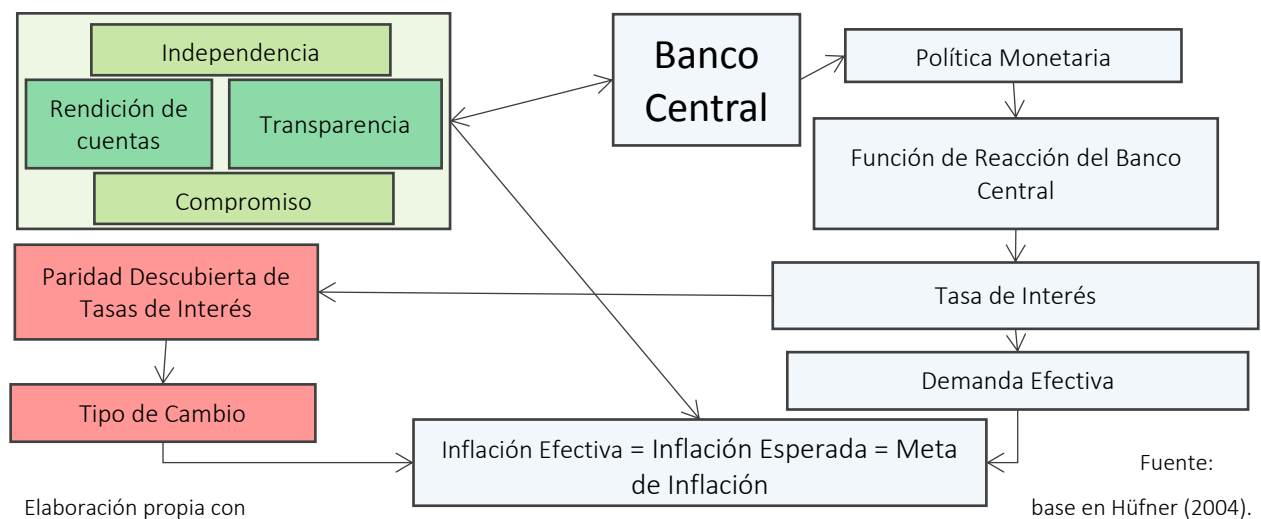 Independencia
Rendición de
cuentas
Transparencia
Compromiso
Banco
Central
Política Monetaria
Función de Reacción del Banco
Central
Paridad Descubierta de
Tasas de Interés
Tasa de Interés
Demanda Efectiva
Tipo de Cambio
Inflación Efectiva = Inflación Esperada = Meta
de Inflación
Fuente:
Elaboración propia con base en Hüfner (2004).